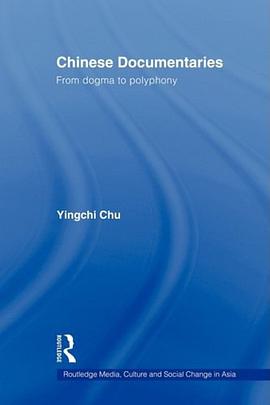 Chinese Documentaries
From dogma to polyphony
Yingchi Chu
ROUTLEDGE
Routledge Media, Culture and Social Change in Asia